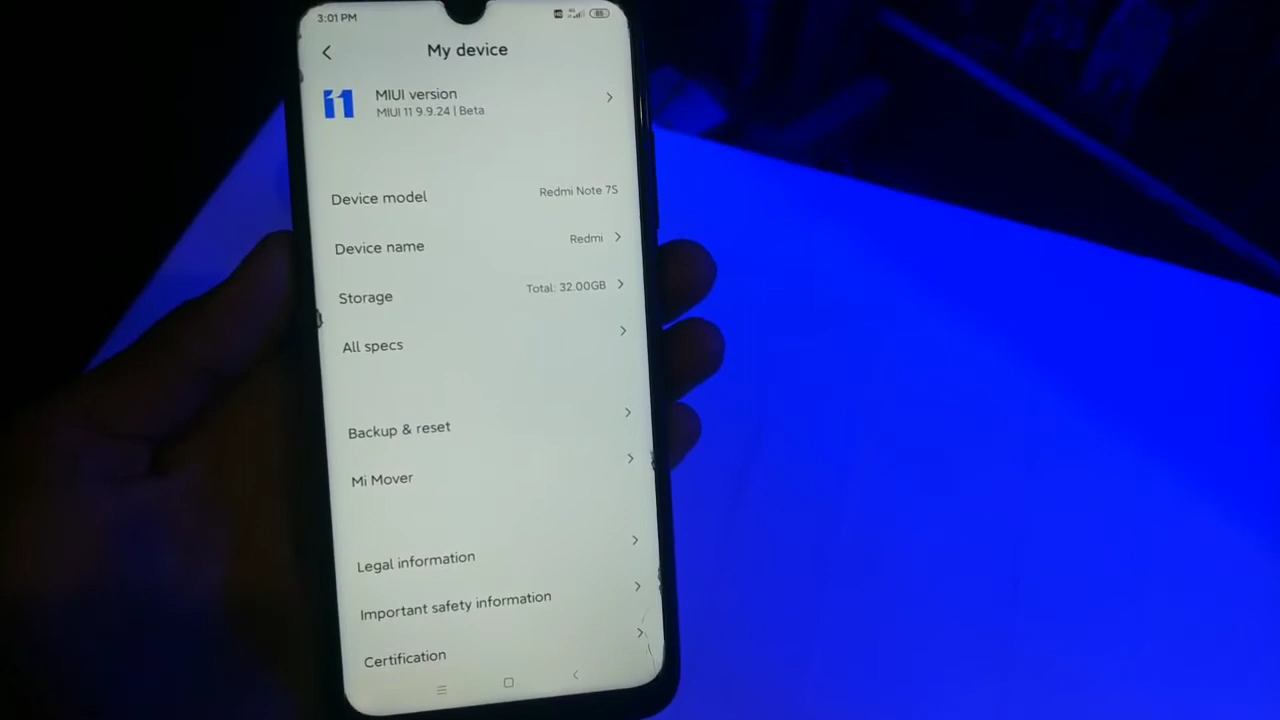 3:01 PM
My device
11
MIUI version
MIUI 11 9.9.24 | Beta
Device model
Redmi Note 7S
Device name
Redmi
Storage
Total: 32.00GB
All specs
Backup & reset
Mi Mover
Legal information
Important safety information
Certification